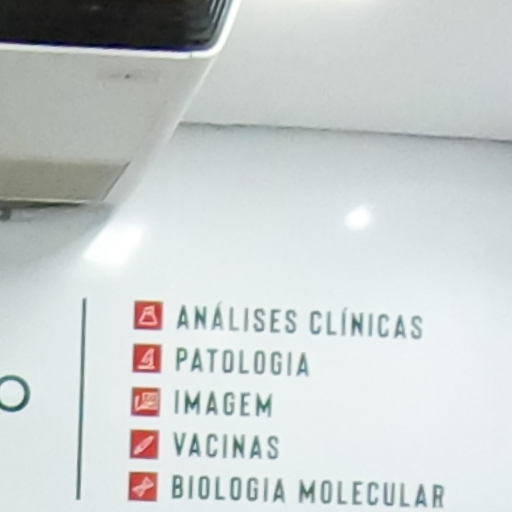 ANÁLISES CLÍNICAS
PATOLOGIA
IMAGEM
VACINAS
BIOLOGIA MOLECULAR